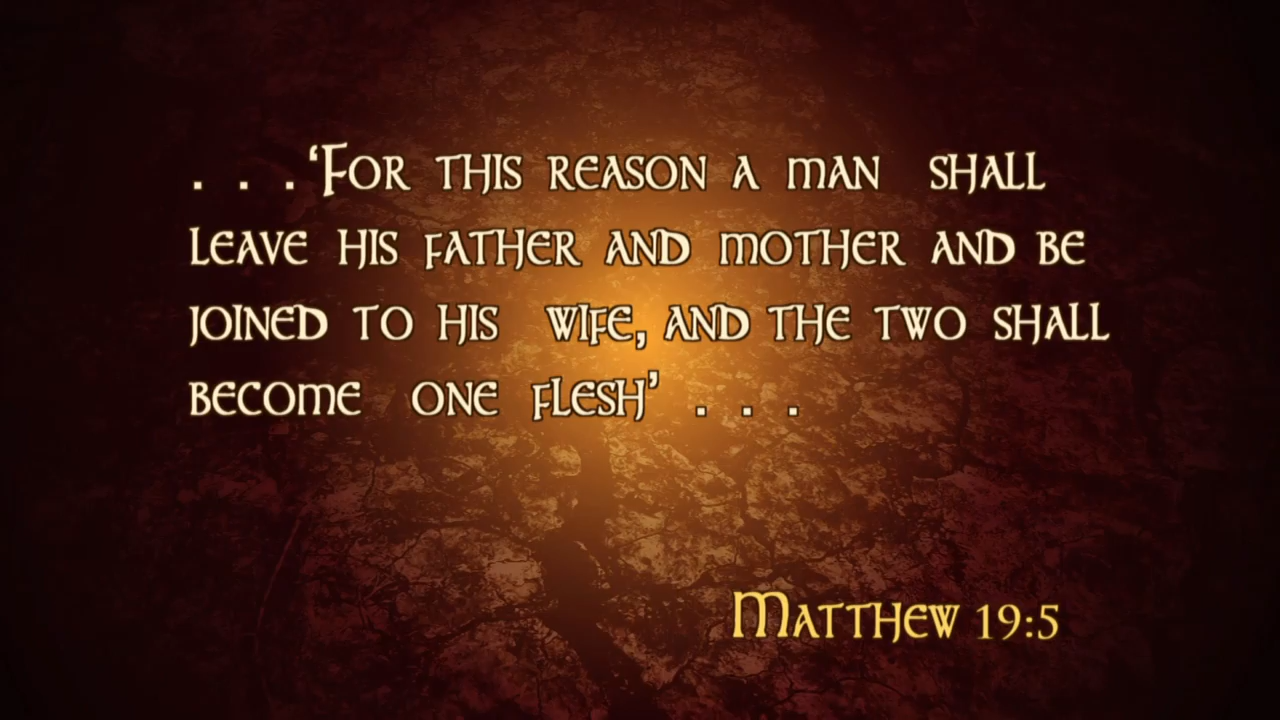 . . . ‘For this reason a man shall
leave his father and mother and be
joined to his wife, and the two shall
become one flesh’ . . .
Matthew 19:5